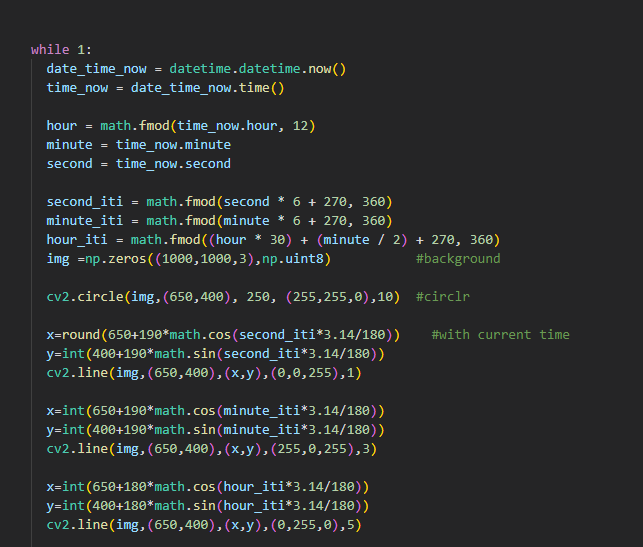 while 1:
date_time_now = datetime.datetime.now()
time_now = date_time_now.time()
hour = math.fmod(time_now.hour, 12)
minute = time_now.minute
second = time_now.second
second_iti = math.fmod(second * 6 + 270, 360)
minute_iti = math.fmod(minute * 6 + 270, 360)
hour_iti = math.fmod((hour * 30) + (minute / 2) + 270, 360)
img =np.zeros((1000,1000,3),np.uint8) #background
cv2.circle(img,(650,400), 250, (255,255,0),10) #circlr
x=round(650+190*math.cos(second_iti*3.14/180)) #with current time
y=int(400+190*math.sin(second_iti*3.14/180))
cv2.line(img,(650,400),(x,y),(0,0,255),1)
x=int(650+190*math.cos(minute_iti*3.14/180))
y=int(400+190*math.sin(minute_iti*3.14/180))
cv2.line(img,(650,400),(x,y),(255,0,255),3)
x=int(650+180*math.cos(hour_iti*3.14/180))
y=int(400+180*math.sin(hour_iti*3.14/180))
cv2.line(img,(650,400),(x,y),(0,255,0),5)